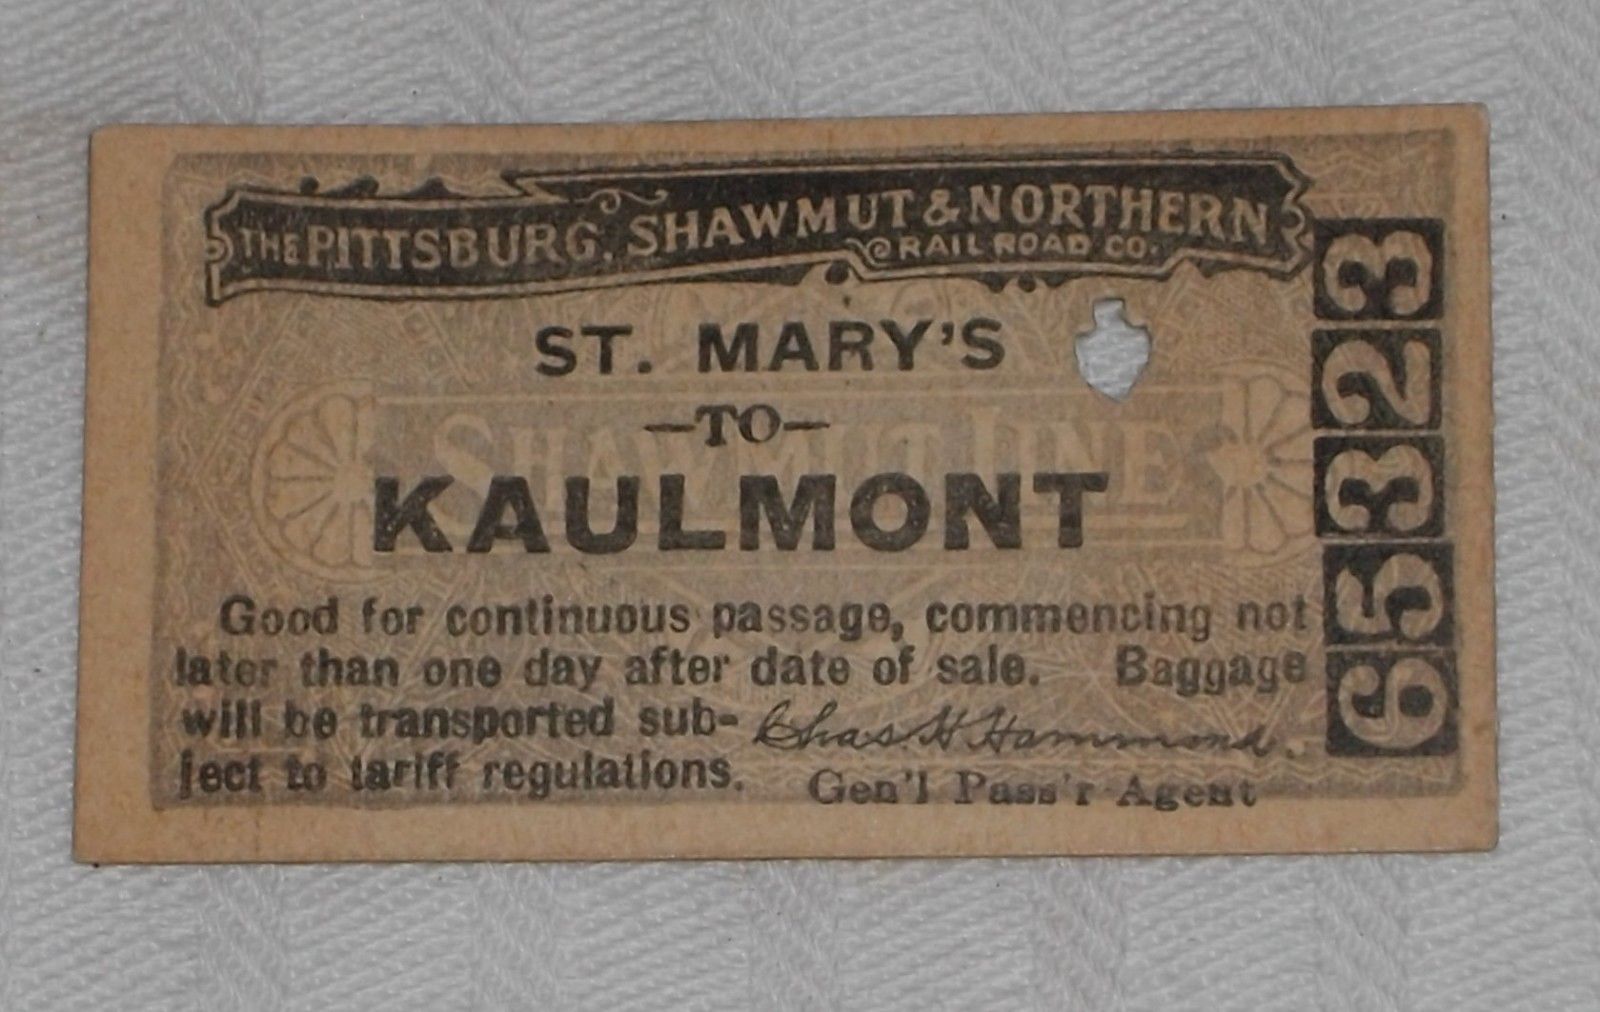 THE PITTSBURG, SHAWMUT & NORTHERN
RAIL ROAD CO.
ST. MARY'S
—TO—
SHAWMUT LINE
KAULMONT
Good for continuous passage, commencing not
later than one day after date of sale. Baggage
will be transported sub-
ject to tariff regulations.
Chas. H. Hammond.
Gen'l Pass'r Agent
65323